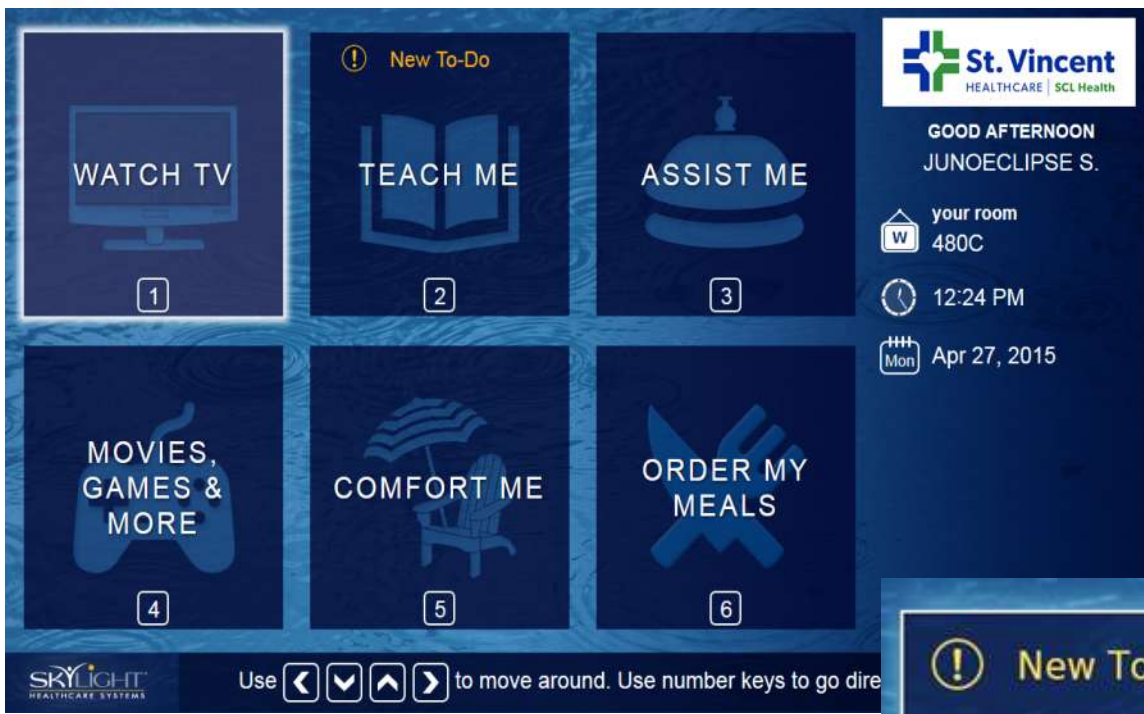 New To-Do
WATCH TV
1
TEACH ME
2
ASSIST ME
3
MOVIES,
GAMES &
MORE
4
COMFORT ME
5
ORDER MY
MEALS
6
St. Vincent
HEALTHCARE | SCL Health
GOOD AFTERNOON
JUNOECLIPSE S.
W
your room
480C
12:24 PM
Mon
Apr 27, 2015
SKYLIGHT
HEALTHCARE SYSTEMS
Use < to move around. Use number keys to go dire
New To